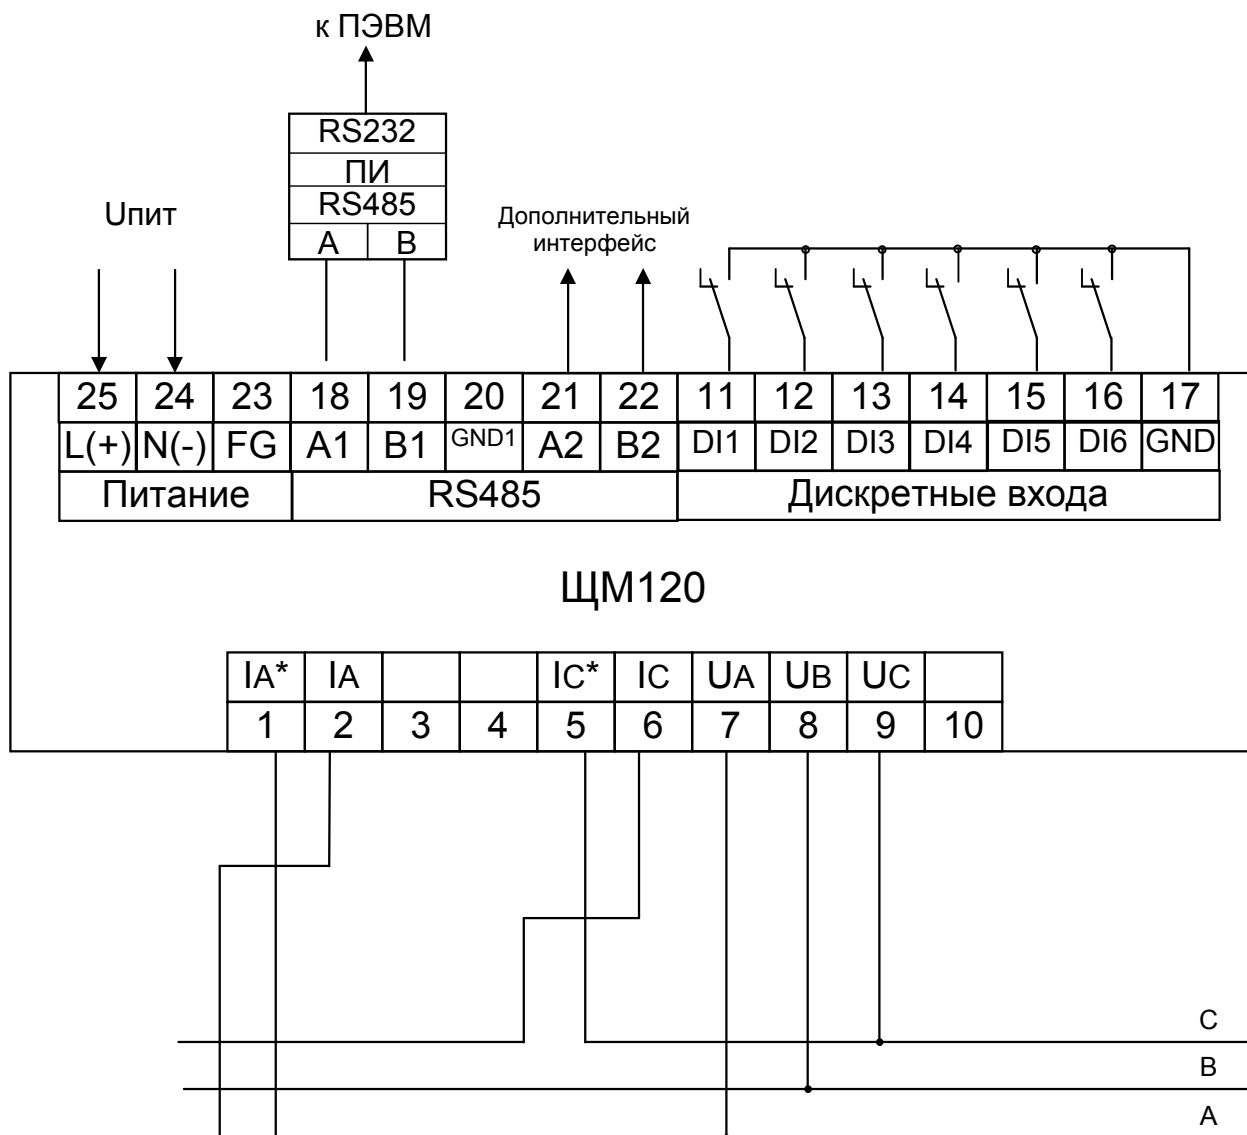 к ПЭВМ
RS232
ПИ
RS485
A B
Uпит
Дополнительный
интерфейс
25 24 23 18 19 20 21 22 11 12 13 14 15 16 17
L(+) N(-) FG A1 B1 GND1 A2 B2 DI1 DI2 DI3 DI4 DI5 DI6 GND
Питание RS485 Дискретные входа
ЩМ120
IA* IA IC* IC UA UB UC
1 2 3 4 5 6 7 8 9 10
C
B
A